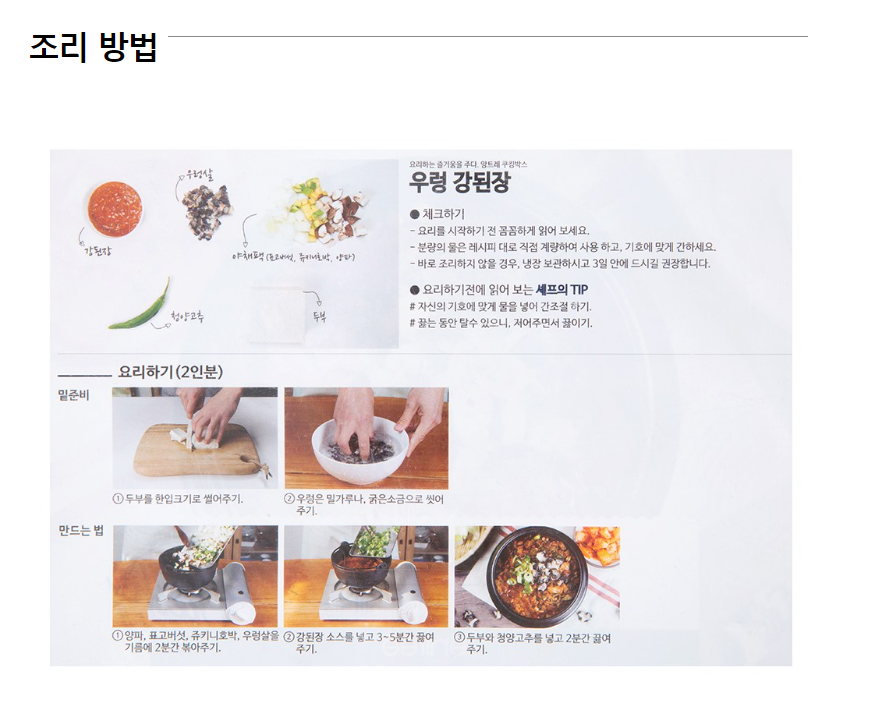 조리 방법
요리하는 즐거움을 주다. 앙트레 쿠킹박스
우렁 강된장
● 체크하기
- 요리를 시작하기 전 꼼꼼하게 읽어 보세요.
- 분량의 물은 레시피 대로 직접 계량하여 사용 하고, 기호에 맞게 간하세요.
- 바로 조리하지 않을 경우, 냉장 보관하시고 3일 안에 드시길 권장합니다.
● 요리하기전에 읽어 보는 셰프의 TIP
# 자신의 기호에 맞게 물을 넣어 간조절 하기.
# 끓는 동안 탈수 있으니, 저어주면서 끓이기.
우렁살
강된장
야채팩 (표고버섯, 쥬키니호박, 양파)
청양고추
두부
요리하기(2인분)
밑준비
① 두부를 한입크기로 썰어주기.
② 우렁은 밀가루나, 굵은소금으로 씻어
주기.
만드는 법
① 양파, 표고버섯, 쥬키니호박, 우렁살을
기름에 2분간 볶아주기.
② 강된장 소스를 넣고 3~5분간 끓여
주기.
③ 두부와 청양고추를 넣고 2분간 끓여
주기.